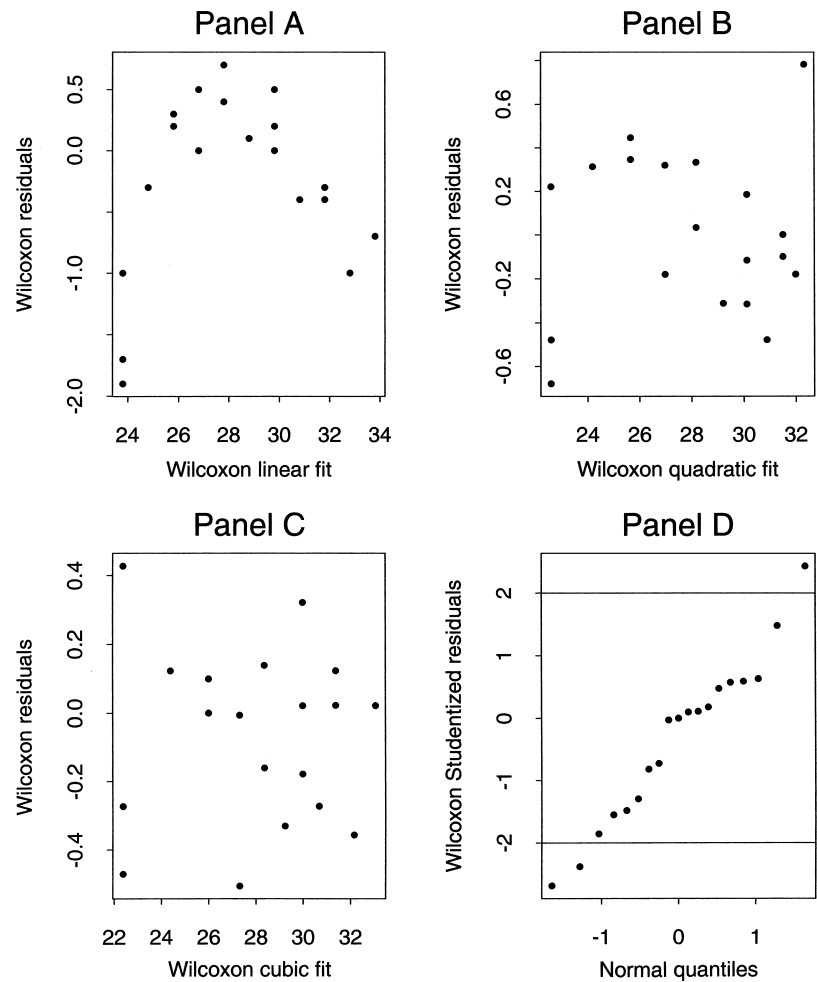 Panel A
Wilcoxon residuals
0.5
0.0
-1.0
-2.0
24 26 28 30 32 34
Wilcoxon linear fit
Panel B
Wilcoxon residuals
0.6
0.2
-0.2
-0.6
24 26 28 30 32
Wilcoxon quadratic fit
Panel C
Wilcoxon residuals
0.4
0.2
0.0
-0.2
-0.4
22 24 26 28 30 32
Wilcoxon cubic fit
Panel D
Wilcoxon Studentized residuals
2
1
0
-1
-2
-1 0 1
Normal quantiles